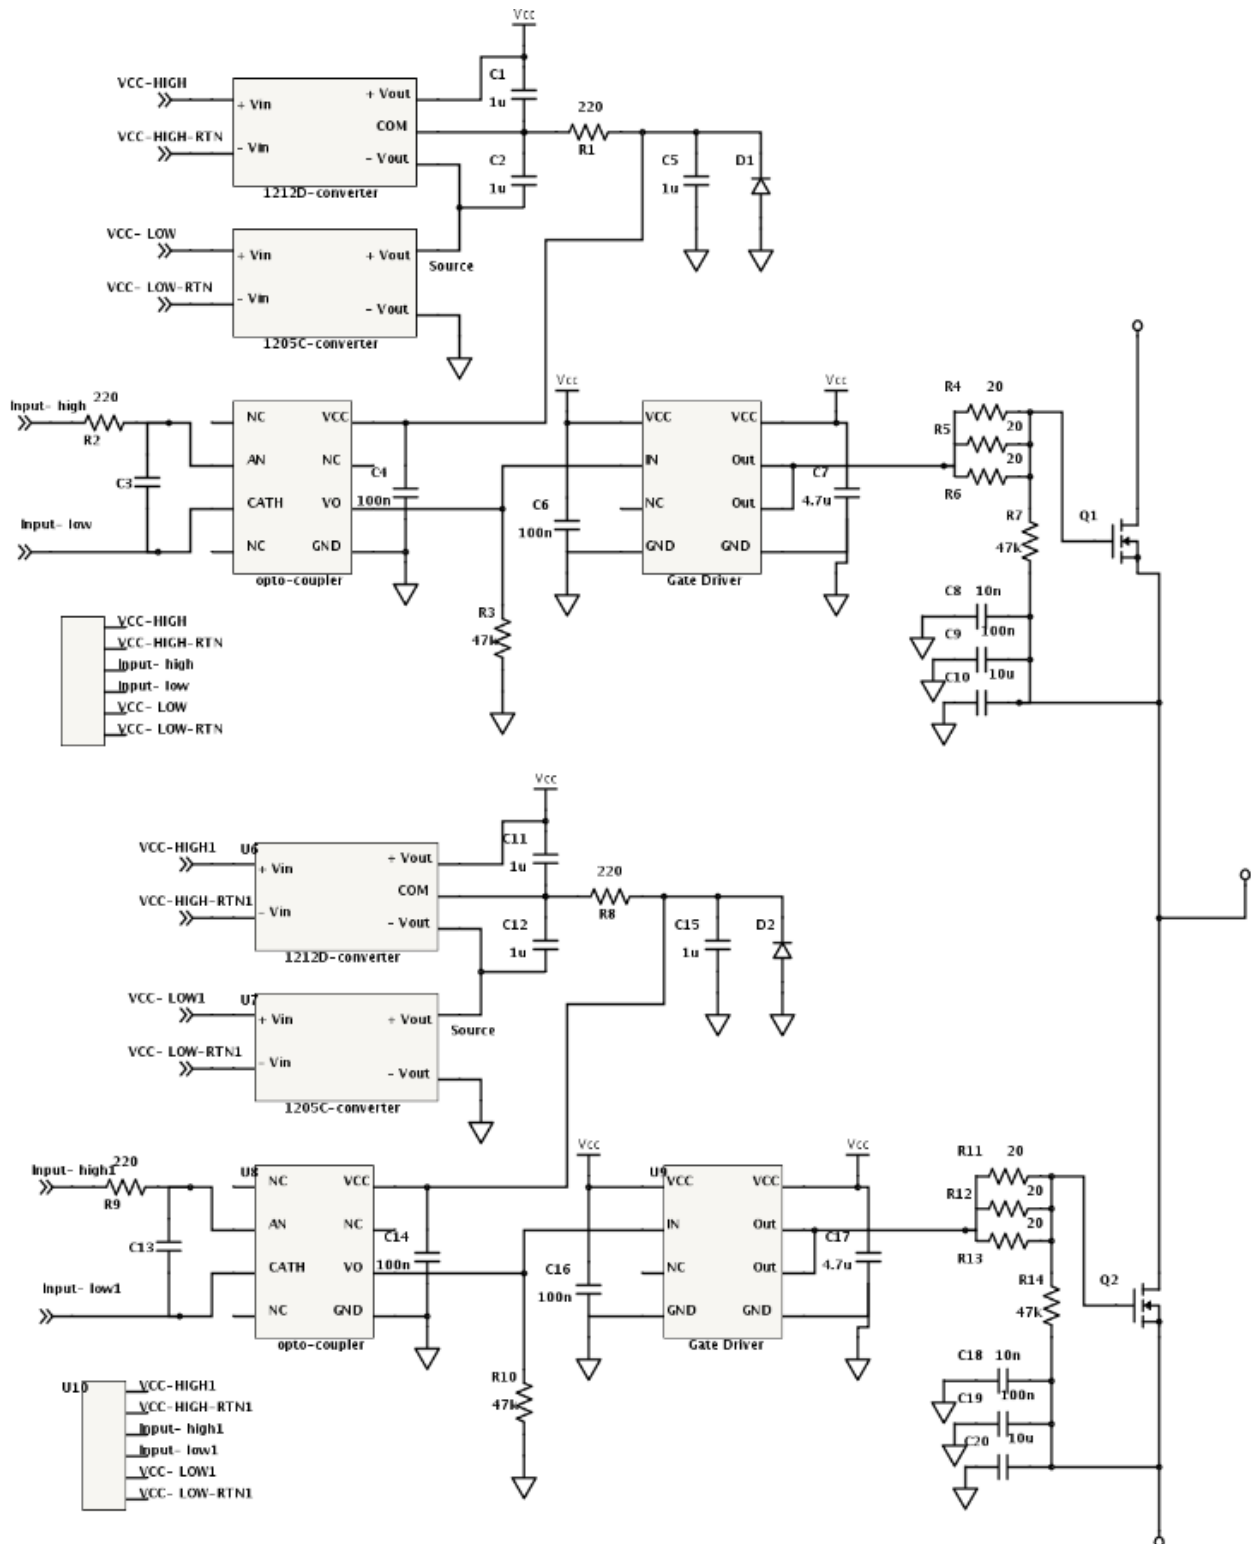 Vcc
VCC-HIGH
+ Vin
+ Vout
C1
1u
220
R1
COM
VCC-HIGH-RTN
- Vin
- Vout
C2
1u
C5
1u
D1
1212D-converter
VCC- LOW
+ Vin
+ Vout
Source
VCC- LOW-RTN
- Vin
- Vout
1205C-converter
Input- high
220
R2
NC
VCC
AN
NC
C3
C4
100n
CATH
VO
Input- low
NC
GND
opto-coupler
R3
47k
Vcc
Vcc
VCC
VCC
IN
Out
C7
4.7u
C6
100n
NC
Out
GND
GND
Gate Driver
R4
20
R5
20
20
R6
R7
47k
Q1
C8
10n
C9
100n
C10
10u
VCC-HIGH
VCC-HIGH-RTN
Input- high
Input- low
VCC- LOW
VCC- LOW-RTN
Vcc
VCC-HIGH1
U6
+ Vin
+ Vout
C11
1u
220
R8
COM
VCC-HIGH-RTN1
- Vin
- Vout
C12
1u
C15
1u
D2
1212D-converter
VCC- LOW1
U7
+ Vin
+ Vout
Source
VCC- LOW-RTN1
- Vin
- Vout
1205C-converter
Input- high1
220
R9
U8
NC
VCC
AN
NC
C13
C14
100n
CATH
VO
Input- low1
NC
GND
opto-coupler
R10
47k
Vcc
Vcc
U9
VCC
VCC
IN
Out
C17
4.7u
C16
100n
NC
Out
GND
GND
Gate Driver
R11
20
R12
20
20
R13
R14
47k
Q2
C18
10n
C19
100n
C20
10u
U10
VCC-HIGH1
VCC-HIGH-RTN1
Input- high1
Input- low1
VCC- LOW1
VCC- LOW-RTN1